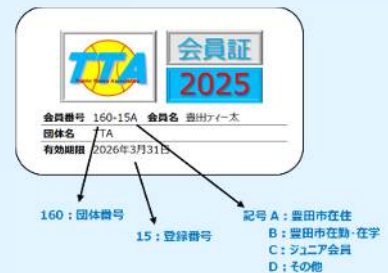 TTA
会員証
2025
会員番号 160-15A 会員名 豊田ティー太
団体名 TTA
有効期限 2026年3月31日
160：団体番号
15：登録番号
記号 A：豊田市在住
B：豊田市在勤・在学
C：ジュニア会員
D：その他